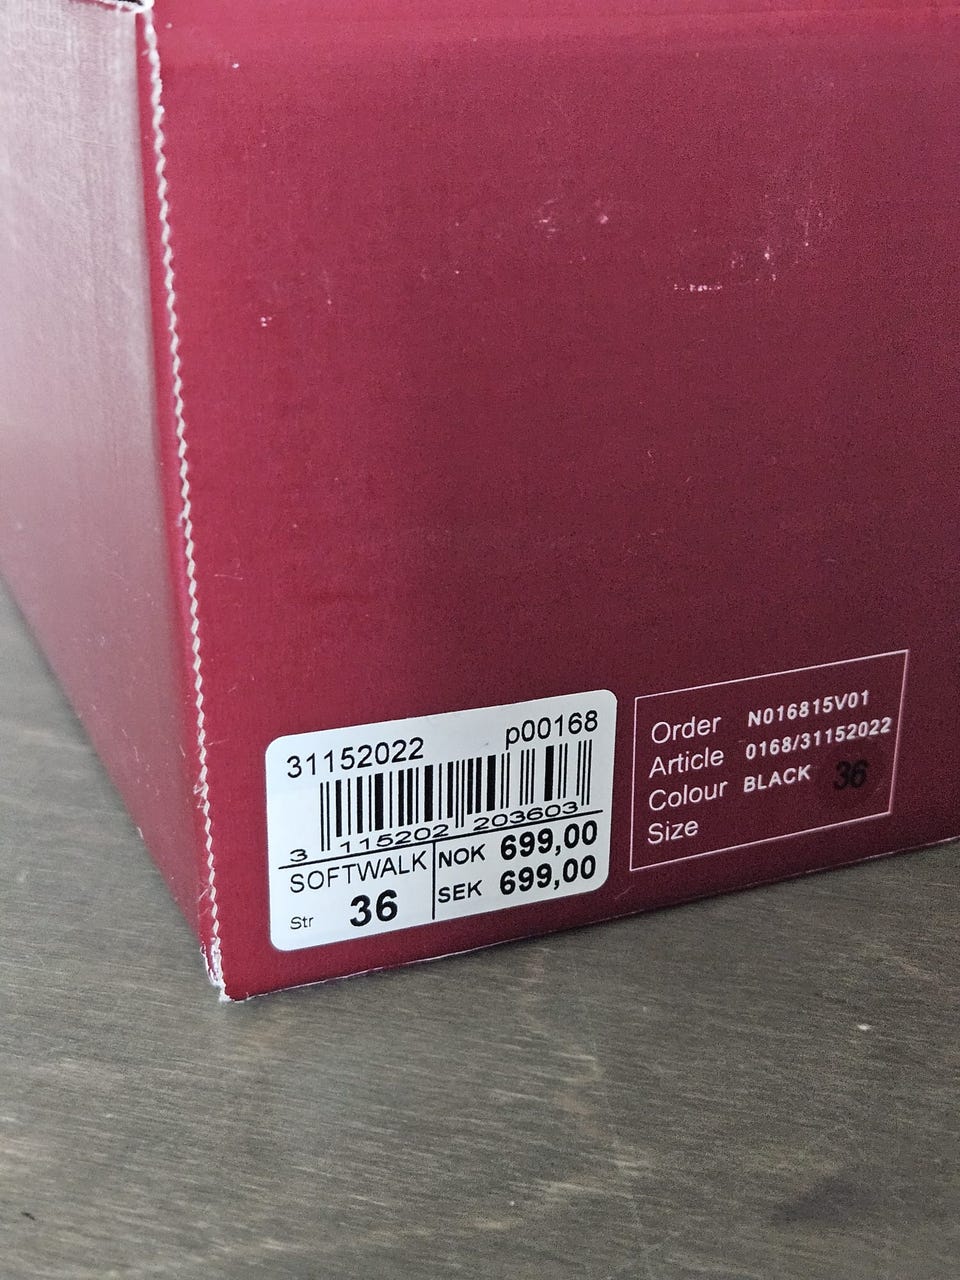 31152022 p00168
3 115202 203603
SOFTWALK
Str 36
NOK 699,00
SEK 699,00
Order N016815V01
Article 0168/31152022
Colour BLACK
Size 36